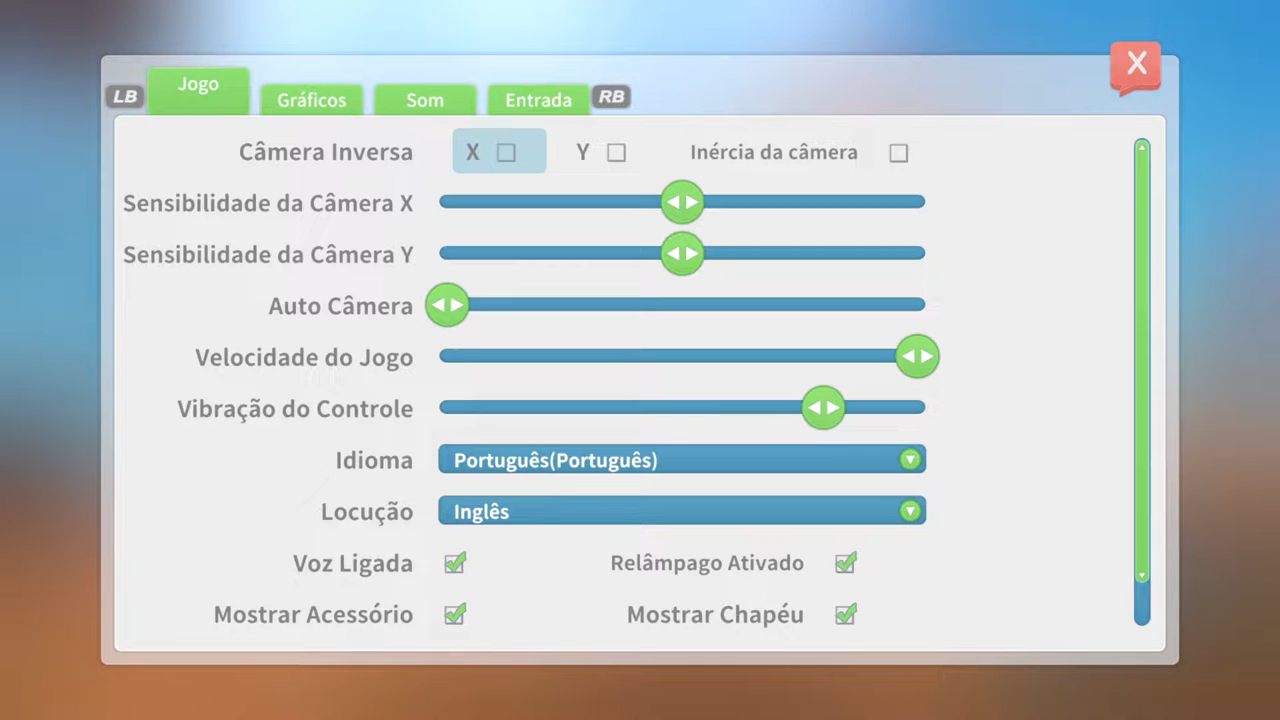 LB Jogo Gráficos Som Entrada RB X
Câmera Inversa X Y Inércia da câmera
Sensibilidade da Câmera X
Sensibilidade da Câmera Y
Auto Câmera
Velocidade do Jogo
Vibração do Controle
Idioma Português(Português)
Locução Inglês
Voz Ligada Relâmpago Ativado
Mostrar Acessório Mostrar Chapéu